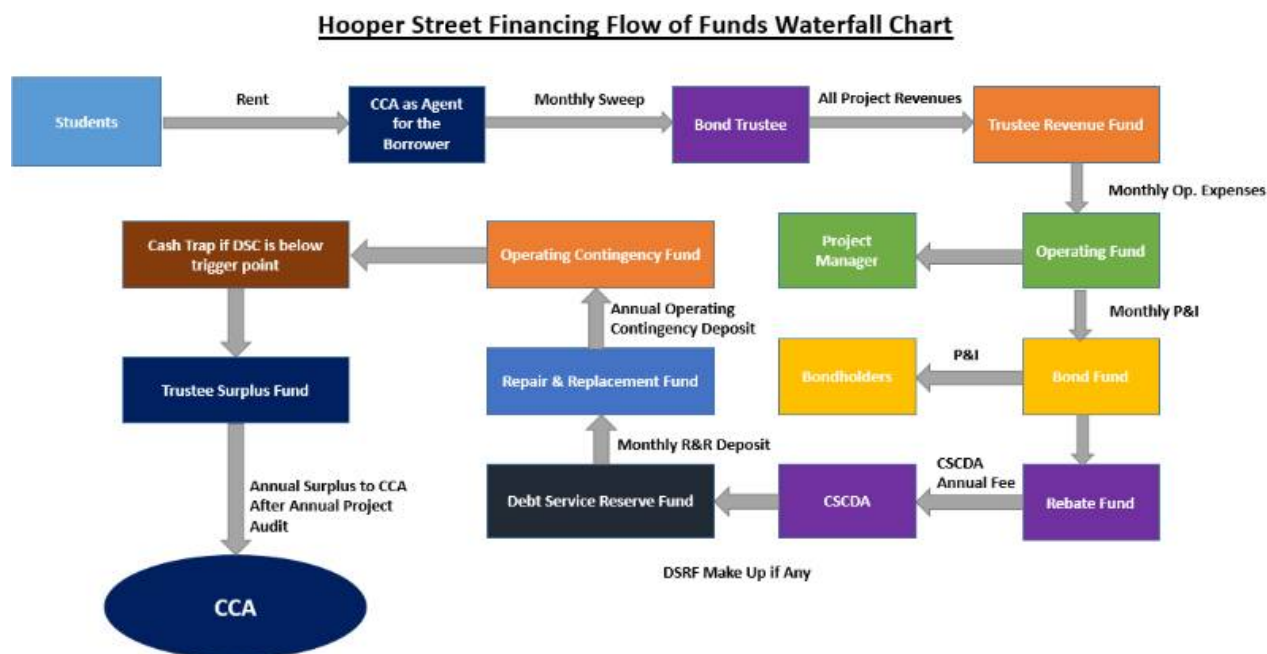 Hooper Street Financing Flow of Funds Waterfall Chart
Students
Rent
CCA as Agent
for the
Borrower
Monthly Sweep
Bond Trustee
All Project Revenues
Trustee Revenue Fund
Monthly Op. Expenses
Operating Fund
Project
Manager
Monthly P&I
Bond Fund
P&I
Bondholders
Rebate Fund
CSCDA
Annual Fee
CSCDA
DSRF Make Up if Any
Debt Service Reserve Fund
Monthly R&R Deposit
Repair & Replacement Fund
Annual Operating
Contingency Deposit
Operating Contingency Fund
Cash Trap if DSC is below
trigger point
Trustee Surplus Fund
Annual Surplus to CCA
After Annual Project
Audit
CCA